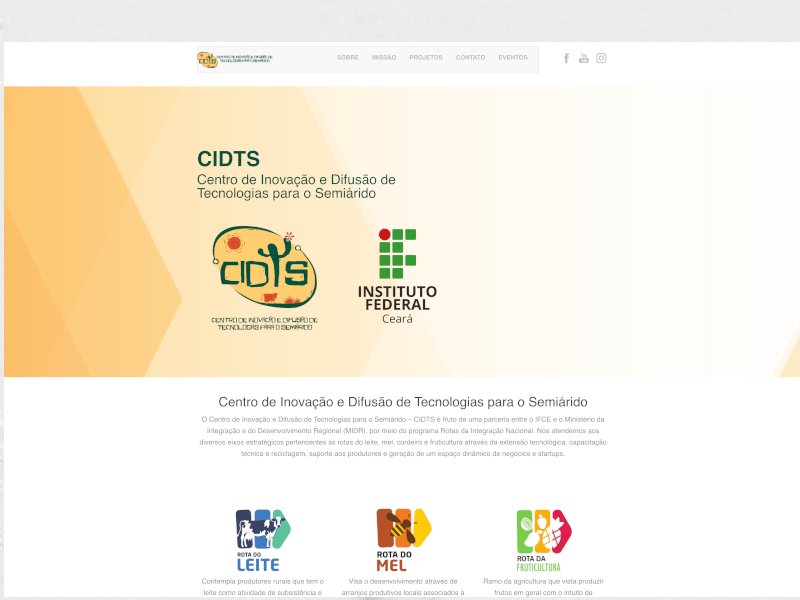 CIDTS CENTRO DE INOVAÇÃO E DIFUSÃO DE
TECNOLOGIAS PARA O SEMIÁRIDO
SOBRE MISSÃO PROJETOS CONTATO EVENTOS
CIDTS
Centro de Inovação e Difusão de
Tecnologias para o Semiárido
CIDTS
CENTRO DE INOVAÇÃO E DIFUSÃO DE
TECNOLOGIAS PARA O SEMIÁRIDO
INSTITUTO
FEDERAL
Ceará
Centro de Inovação e Difusão de Tecnologias para o Semiárido
O Centro de Inovação e Difusão de Tecnologias para o Semiárido – CIDTS é fruto de uma parceria entre o IFCE e o Ministério da
Integração e do Desenvolvimento Regional (MIDR), por meio do programa Rotas da Integração Nacional. Nós atendemos aos
diversos eixos estratégicos pertencentes às rotas do leite, mel, cordeiro e fruticultura através da extensão tecnológica, capacitação
técnica e reciclagem, suporte aos produtores e geração de um espaço dinâmico de negócios e startups.
ROTA DO
LEITE
ROTA DO
MEL
ROTA DA
FRUTICULTURA
Contempla produtores rurais que tem o
leite como atividade de subsistência e
Visa o desenvolvimento através de
arranjos produtivos locais associados à
Ramo da agricultura que vista produzir
frutos em geral com o intuito de